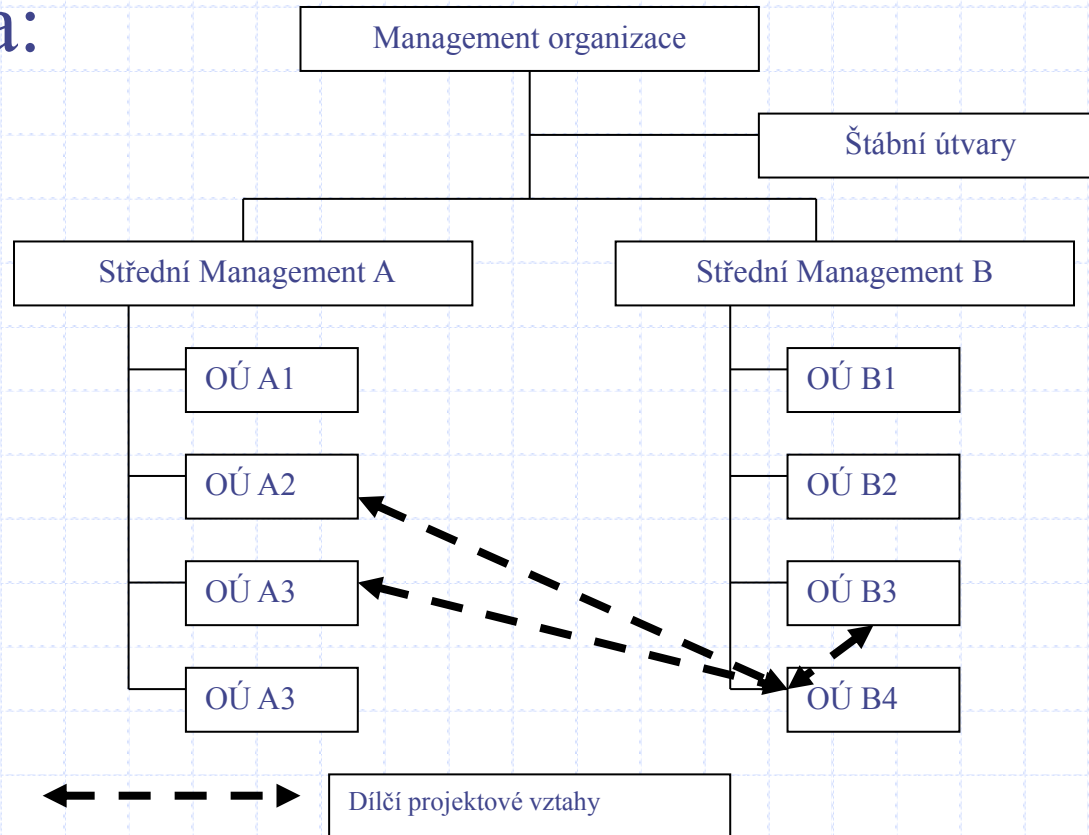 a:
Management organizace
Štábní útvary
Střední Management A
Střední Management B
OÚ A1
OÚ B1
OÚ A2
OÚ B2
OÚ A3
OÚ B3
OÚ A3
OÚ B4
Dílčí projektové vztahy